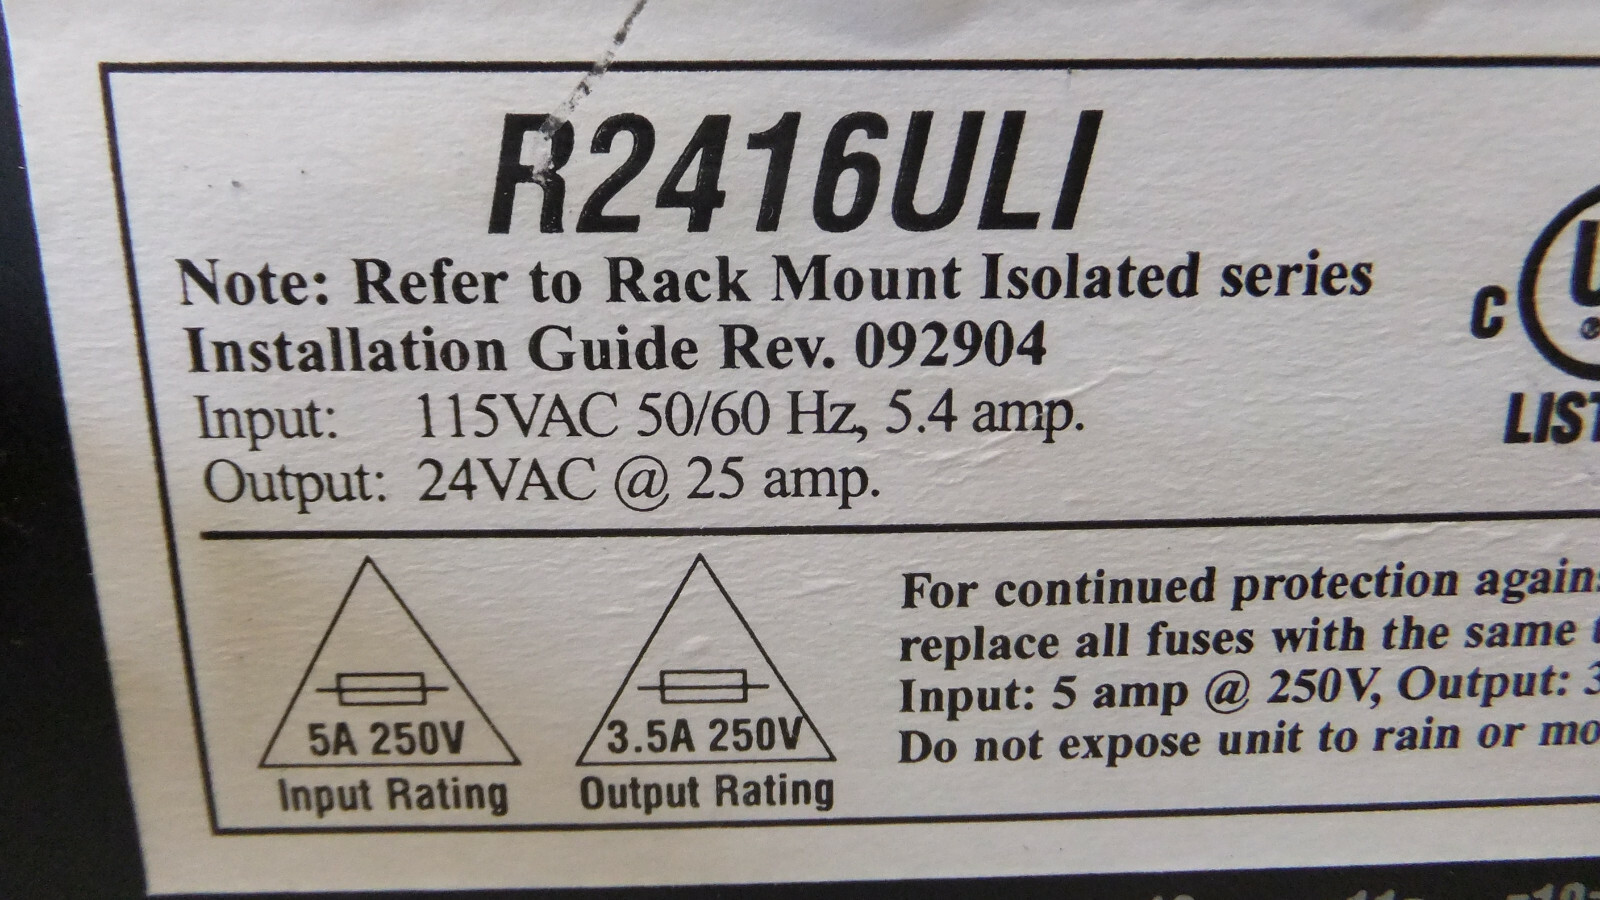 R2416ULI
Note: Refer to Rack Mount Isolated series
Installation Guide Rev. 092904
C
LIST
Input: 115VAC 50/60 Hz, 5.4 amp.
Output: 24VAC @ 25 amp.
5A 250V
Input Rating
3.5A 250V
Output Rating
For continued protection agains
replace all fuses with the same
Input: 5 amp @ 250V, Output: 3
Do not expose unit to rain or mo